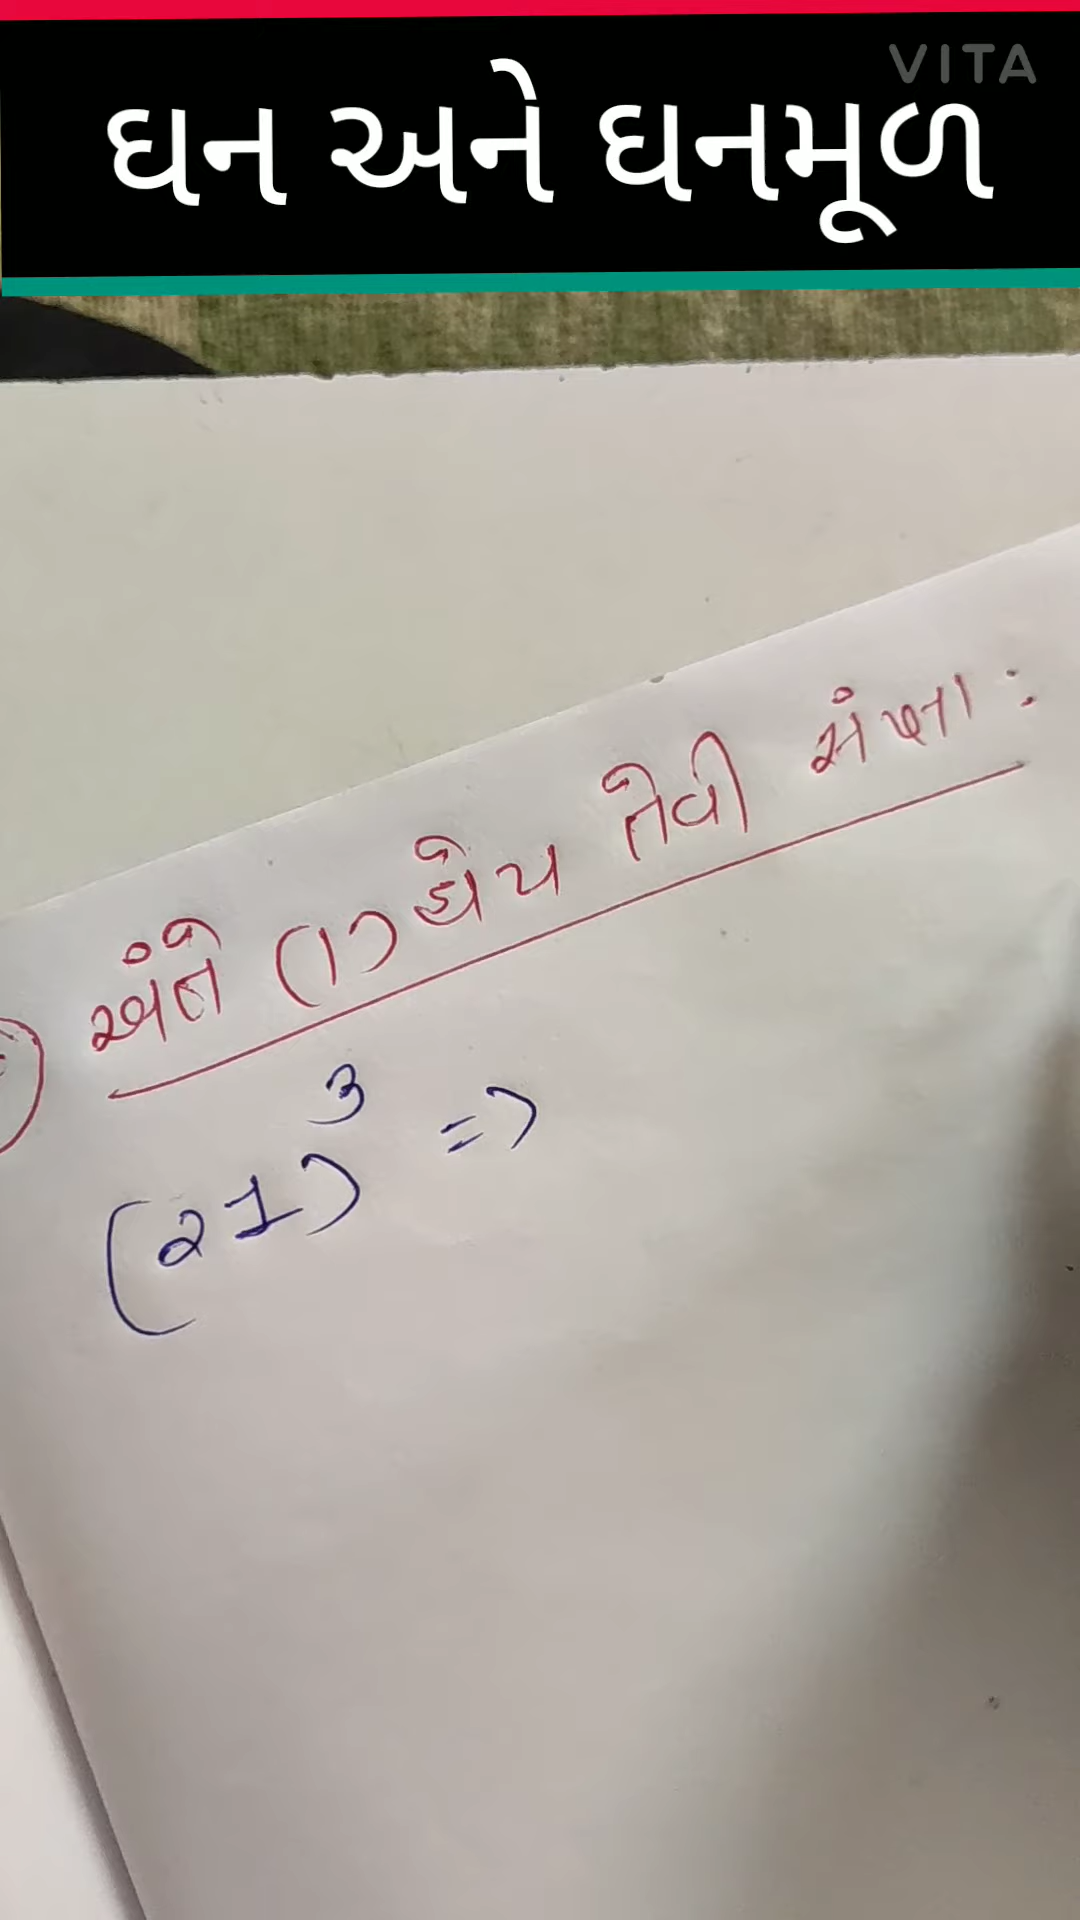 VITA
ઘન અને ઘનમૂળ
અંતે (1) હોય તેવી સંખ્યા :
(21)³ =>